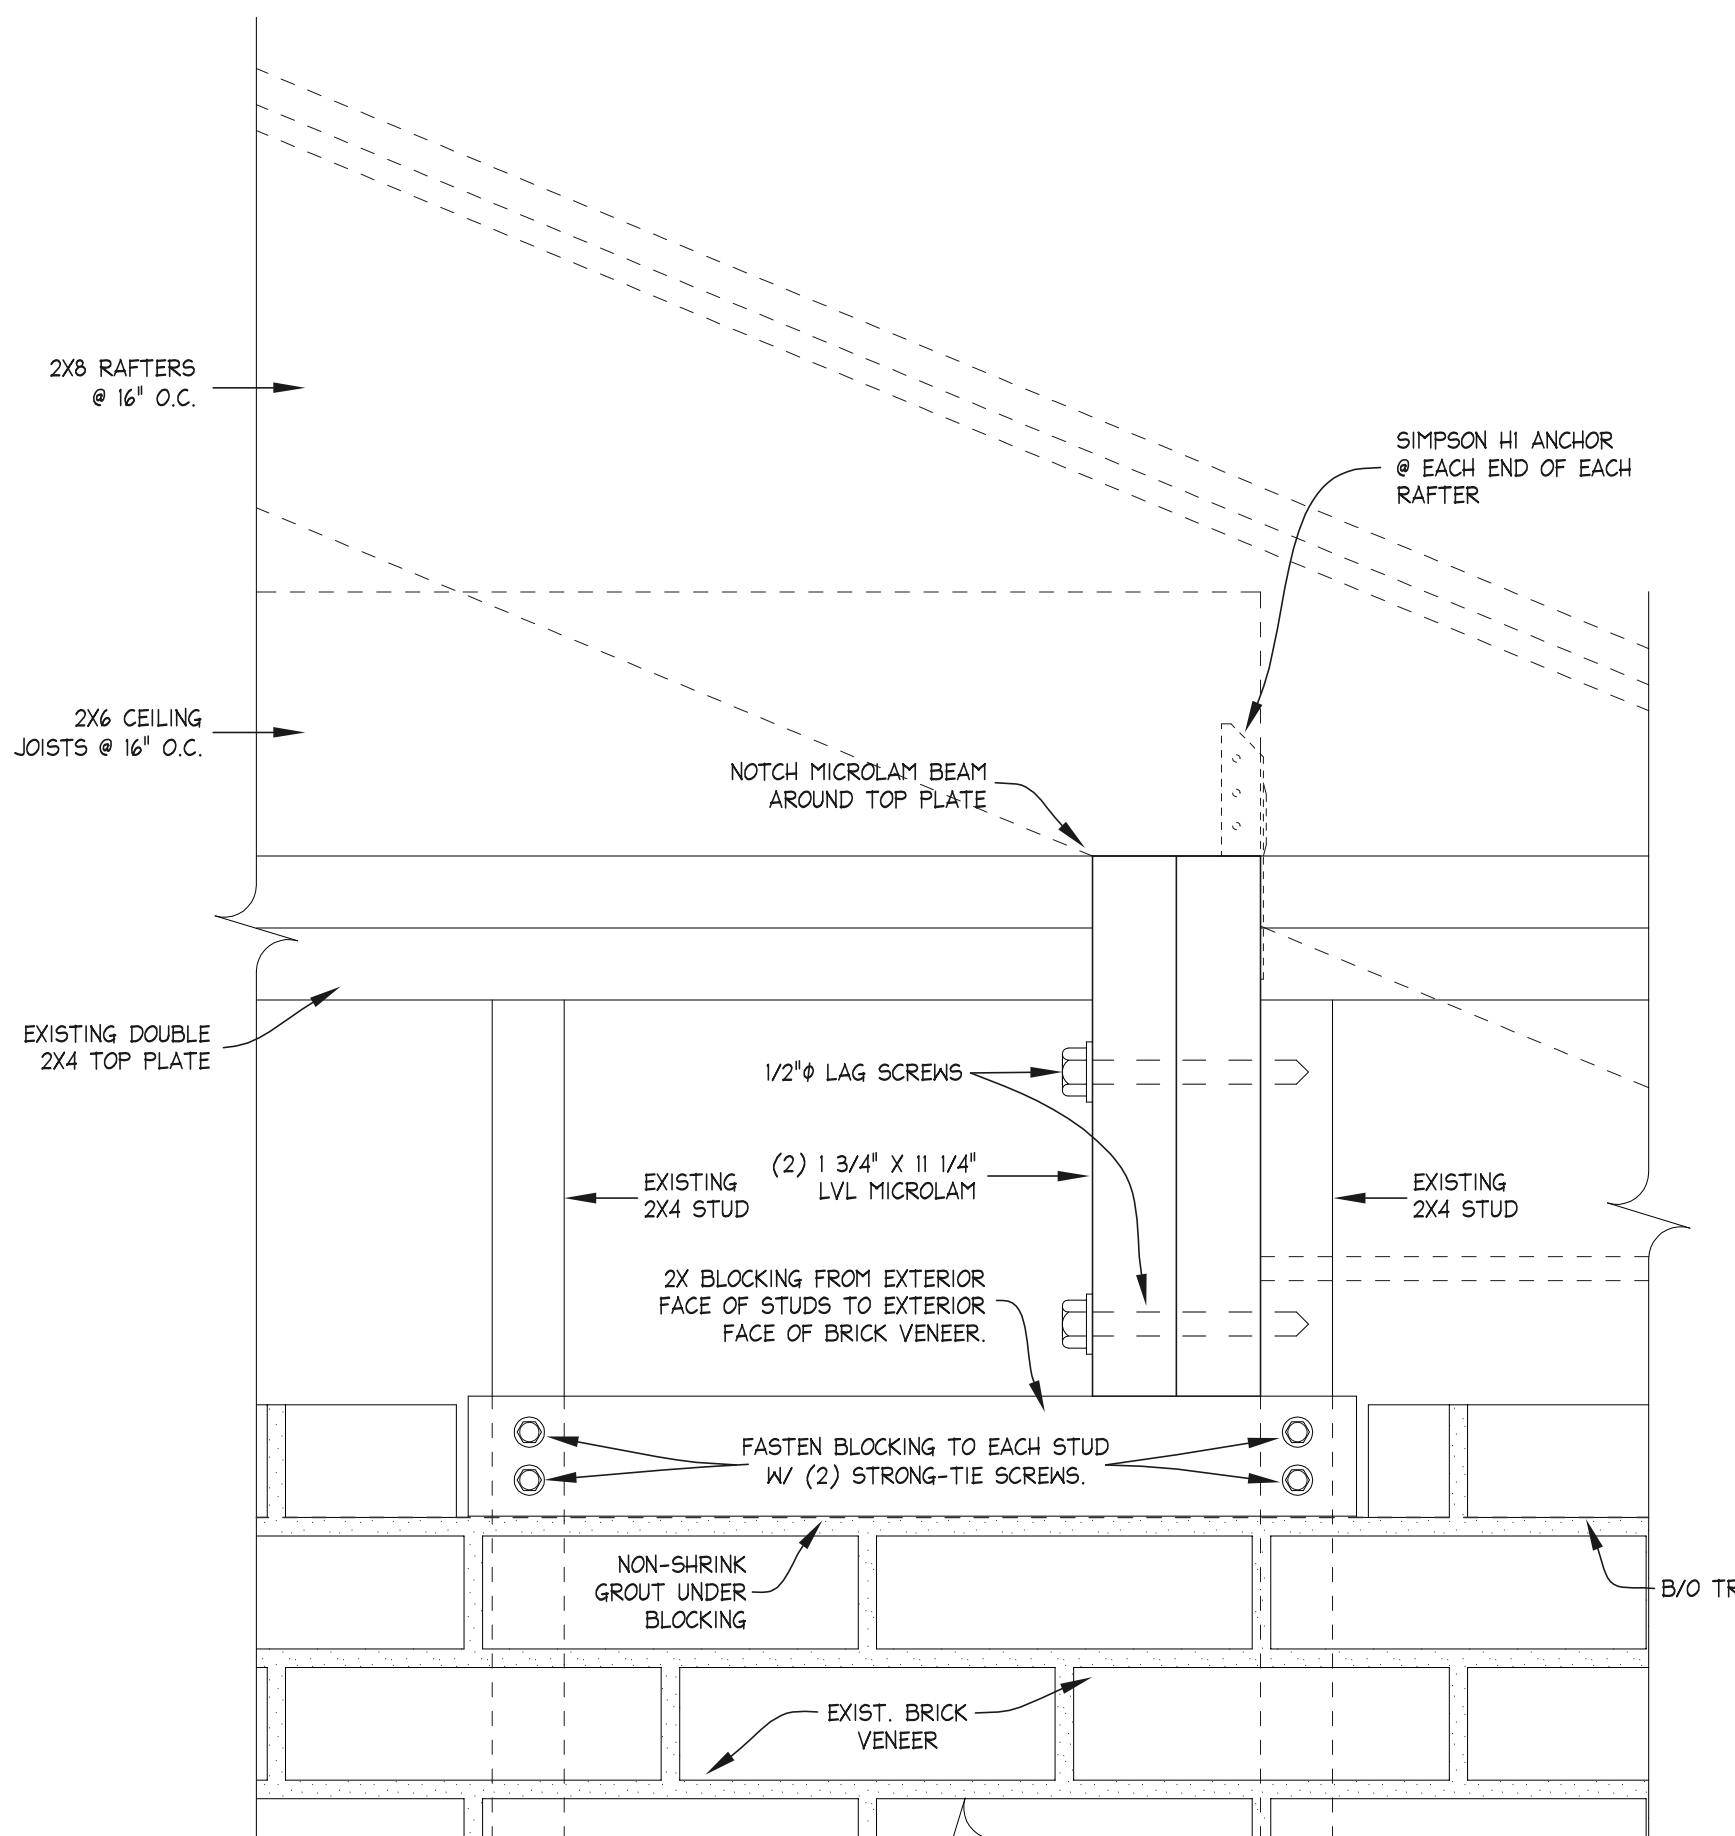 2X8 RAFTERS
@ 16" O.C.
SIMPSON H1 ANCHOR
@ EACH END OF EACH
RAFTER
2X6 CEILING
JOISTS @ 16" O.C.
NOTCH MICROLAM BEAM
AROUND TOP PLATE
EXISTING DOUBLE
2X4 TOP PLATE
1/2"ϕ LAG SCREWS
(2) 1 3/4" X 11 1/4"
LVL MICROLAM
EXISTING
2X4 STUD
EXISTING
2X4 STUD
2X BLOCKING FROM EXTERIOR
FACE OF STUDS TO EXTERIOR
FACE OF BRICK VENEER.
FASTEN BLOCKING TO EACH STUD
W/ (2) STRONG-TIE SCREWS.
NON-SHRINK
GROUT UNDER
BLOCKING
B/O
EXIST. BRICK
VENEER